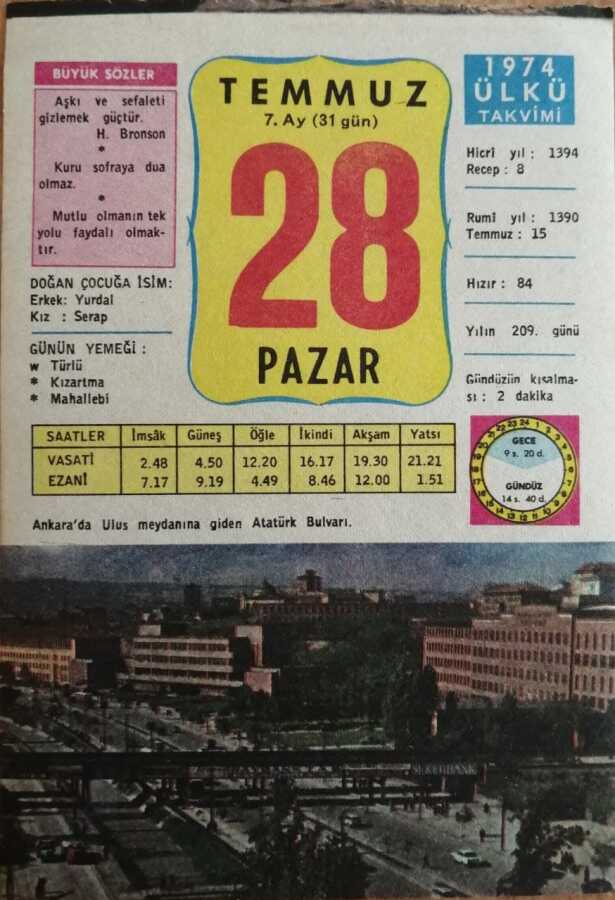 BÜYÜK SÖZLER
Aşkı ve sefaleti
gizlemek güçtür.
H. Bronson
*
Kuru sofraya dua
olmaz.
*
Mutlu olmanın tek
yolu faydalı olmak-
tır.
DOĞAN ÇOCUĞA İSİM:
Erkek: Yurdal
Kız : Serap
GÜNÜN YEMEĞİ :
w Türlü
* Kızartma
* Mahallebi
TEMMUZ
7. Ay (31 gün)
28
PAZAR
1974
ÜLKÜ
TAKVİMİ
Hicrî yıl : 1394
Recep : 8
Rumî yıl : 1390
Temmuz : 15
Hızır : 84
Yılın 209. günü
Gündüzün kısalma-
sı : 2 dakika
SAATLER İmsâk Güneş Öğle İkindi Akşam Yatsı
VASATİ 2.48 4.50 12.20 16.17 19.30 21.21
EZANÎ 7.17 9.19 4.49 8.46 12.00 1.51
GECE
9 s. 20 d.
GÜNDÜZ
14 s. 40 d.
Ankara'da Ulus meydanına giden Atatürk Bulvarı.
ŞEKERBANK